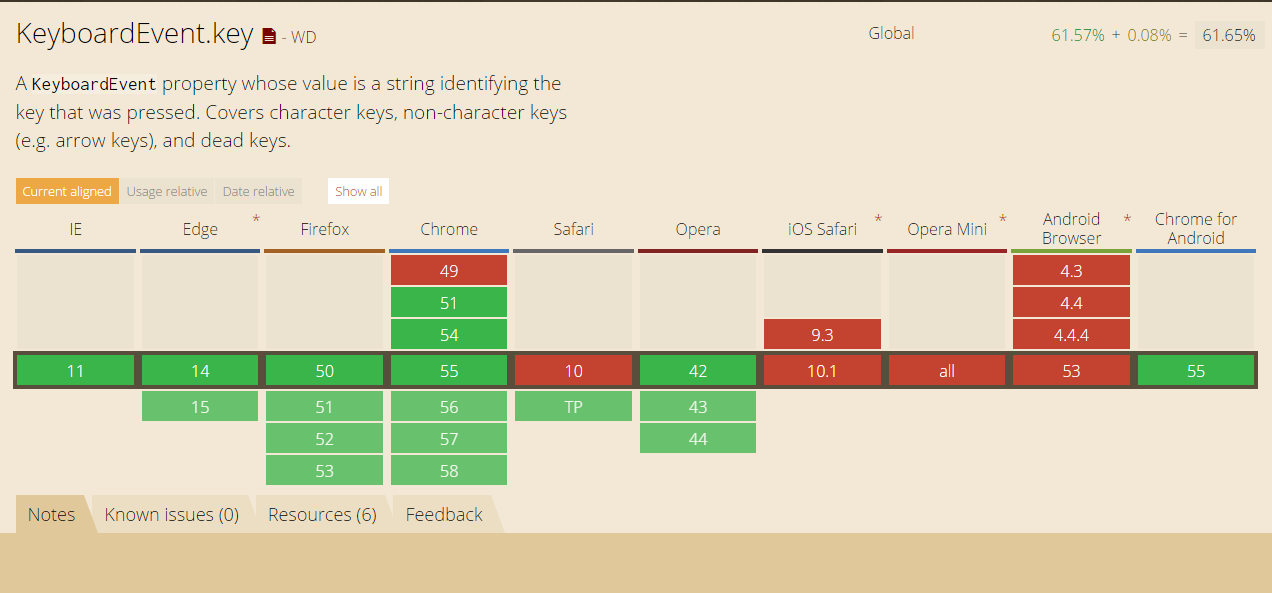 KeyboardEvent.key - WD
Global
61.57% + 0.08% = 61.65%
A KeyboardEvent property whose value is a string identifying the
key that was pressed. Covers character keys, non-character keys
(e.g. arrow keys), and dead keys.
Current aligned Usage relative Date relative Show all
IE Edge * Firefox Chrome Safari Opera iOS Safari * Opera Mini * Android Browser * Chrome for Android
49 4.3
51 4.4
54 9.3 4.4.4
11 14 50 55 10 42 10.1 all 53 55
15 51 56 TP 43
52 57 44
53 58
Notes Known issues (0) Resources (6) Feedback